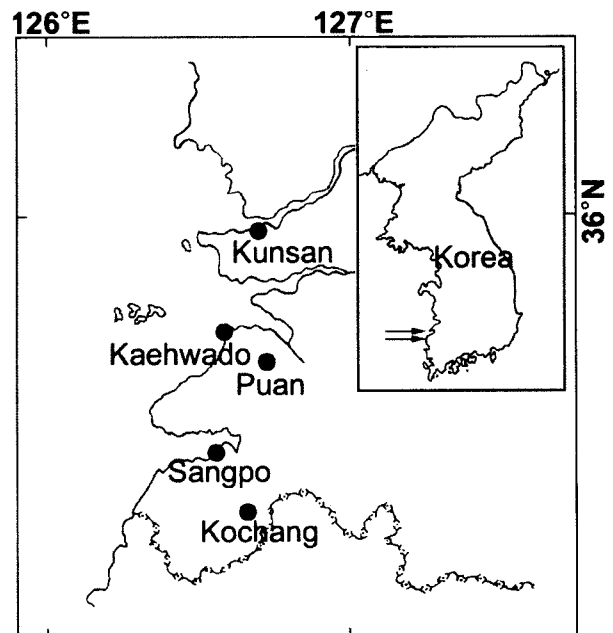 126°E
127°E
36°N
Korea
Kunsan
Kaehwado
Puan
Sangpo
Kochang